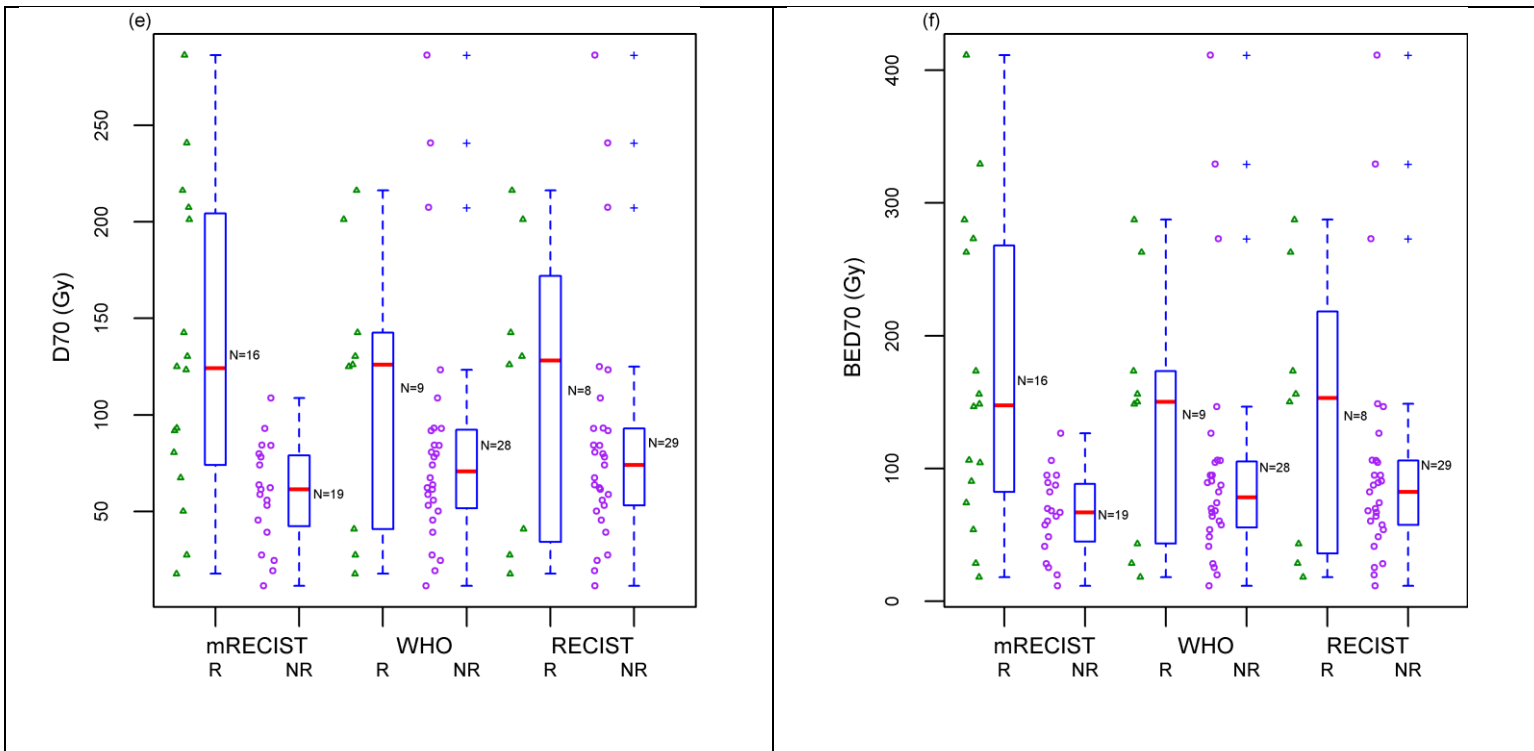 (e)
D70 (Gy)
250
200
150
100
50
N=16
N=19
N=9
N=28
N=8
N=29
mRECIST WHO RECIST
R NR R NR R NR
(f)
BED70 (Gy)
400
300
200
100
0
N=16
N=19
N=9
N=28
N=8
N=29
mRECIST WHO RECIST
R NR R NR R NR